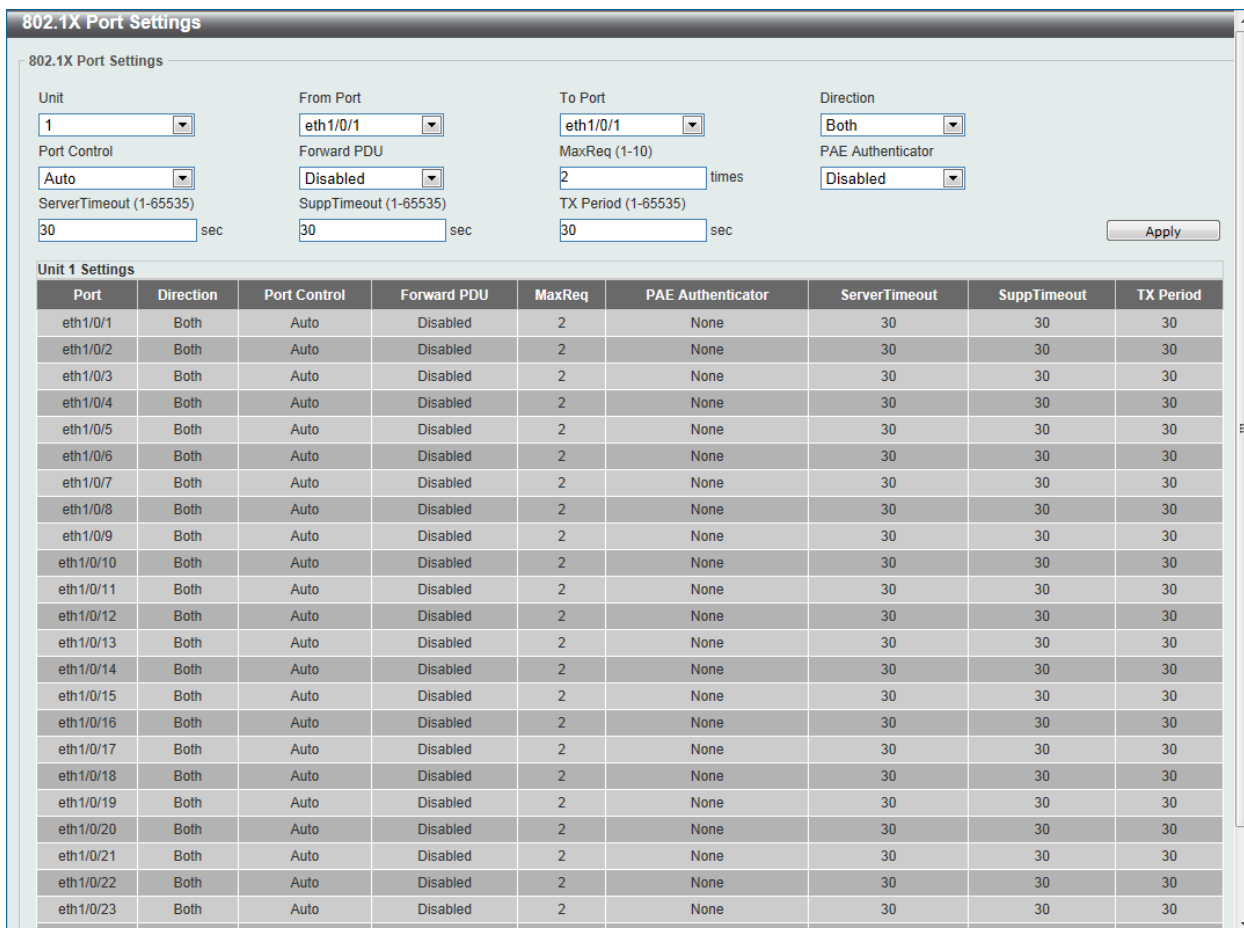 802.1X Port Settings
802.1X Port Settings
Unit From Port To Port Direction
1 eth1/0/1 eth1/0/1 Both
Port Control Forward PDU MaxReq (1-10) PAE Authenticator
Auto Disabled 2 times Disabled
ServerTimeout (1-65535) SuppTimeout (1-65535) TX Period (1-65535)
30 sec 30 sec 30 sec Apply
Unit 1 Settings
Port Direction Port Control Forward PDU MaxReq PAE Authenticator ServerTimeout SuppTimeout TX Period
eth1/0/1 Both Auto Disabled 2 None 30 30 30
eth1/0/2 Both Auto Disabled 2 None 30 30 30
eth1/0/3 Both Auto Disabled 2 None 30 30 30
eth1/0/4 Both Auto Disabled 2 None 30 30 30
eth1/0/5 Both Auto Disabled 2 None 30 30 30
eth1/0/6 Both Auto Disabled 2 None 30 30 30
eth1/0/7 Both Auto Disabled 2 None 30 30 30
eth1/0/8 Both Auto Disabled 2 None 30 30 30
eth1/0/9 Both Auto Disabled 2 None 30 30 30
eth1/0/10 Both Auto Disabled 2 None 30 30 30
eth1/0/11 Both Auto Disabled 2 None 30 30 30
eth1/0/12 Both Auto Disabled 2 None 30 30 30
eth1/0/13 Both Auto Disabled 2 None 30 30 30
eth1/0/14 Both Auto Disabled 2 None 30 30 30
eth1/0/15 Both Auto Disabled 2 None 30 30 30
eth1/0/16 Both Auto Disabled 2 None 30 30 30
eth1/0/17 Both Auto Disabled 2 None 30 30 30
eth1/0/18 Both Auto Disabled 2 None 30 30 30
eth1/0/19 Both Auto Disabled 2 None 30 30 30
eth1/0/20 Both Auto Disabled 2 None 30 30 30
eth1/0/21 Both Auto Disabled 2 None 30 30 30
eth1/0/22 Both Auto Disabled 2 None 30 30 30
eth1/0/23 Both Auto Disabled 2 None 30 30 30